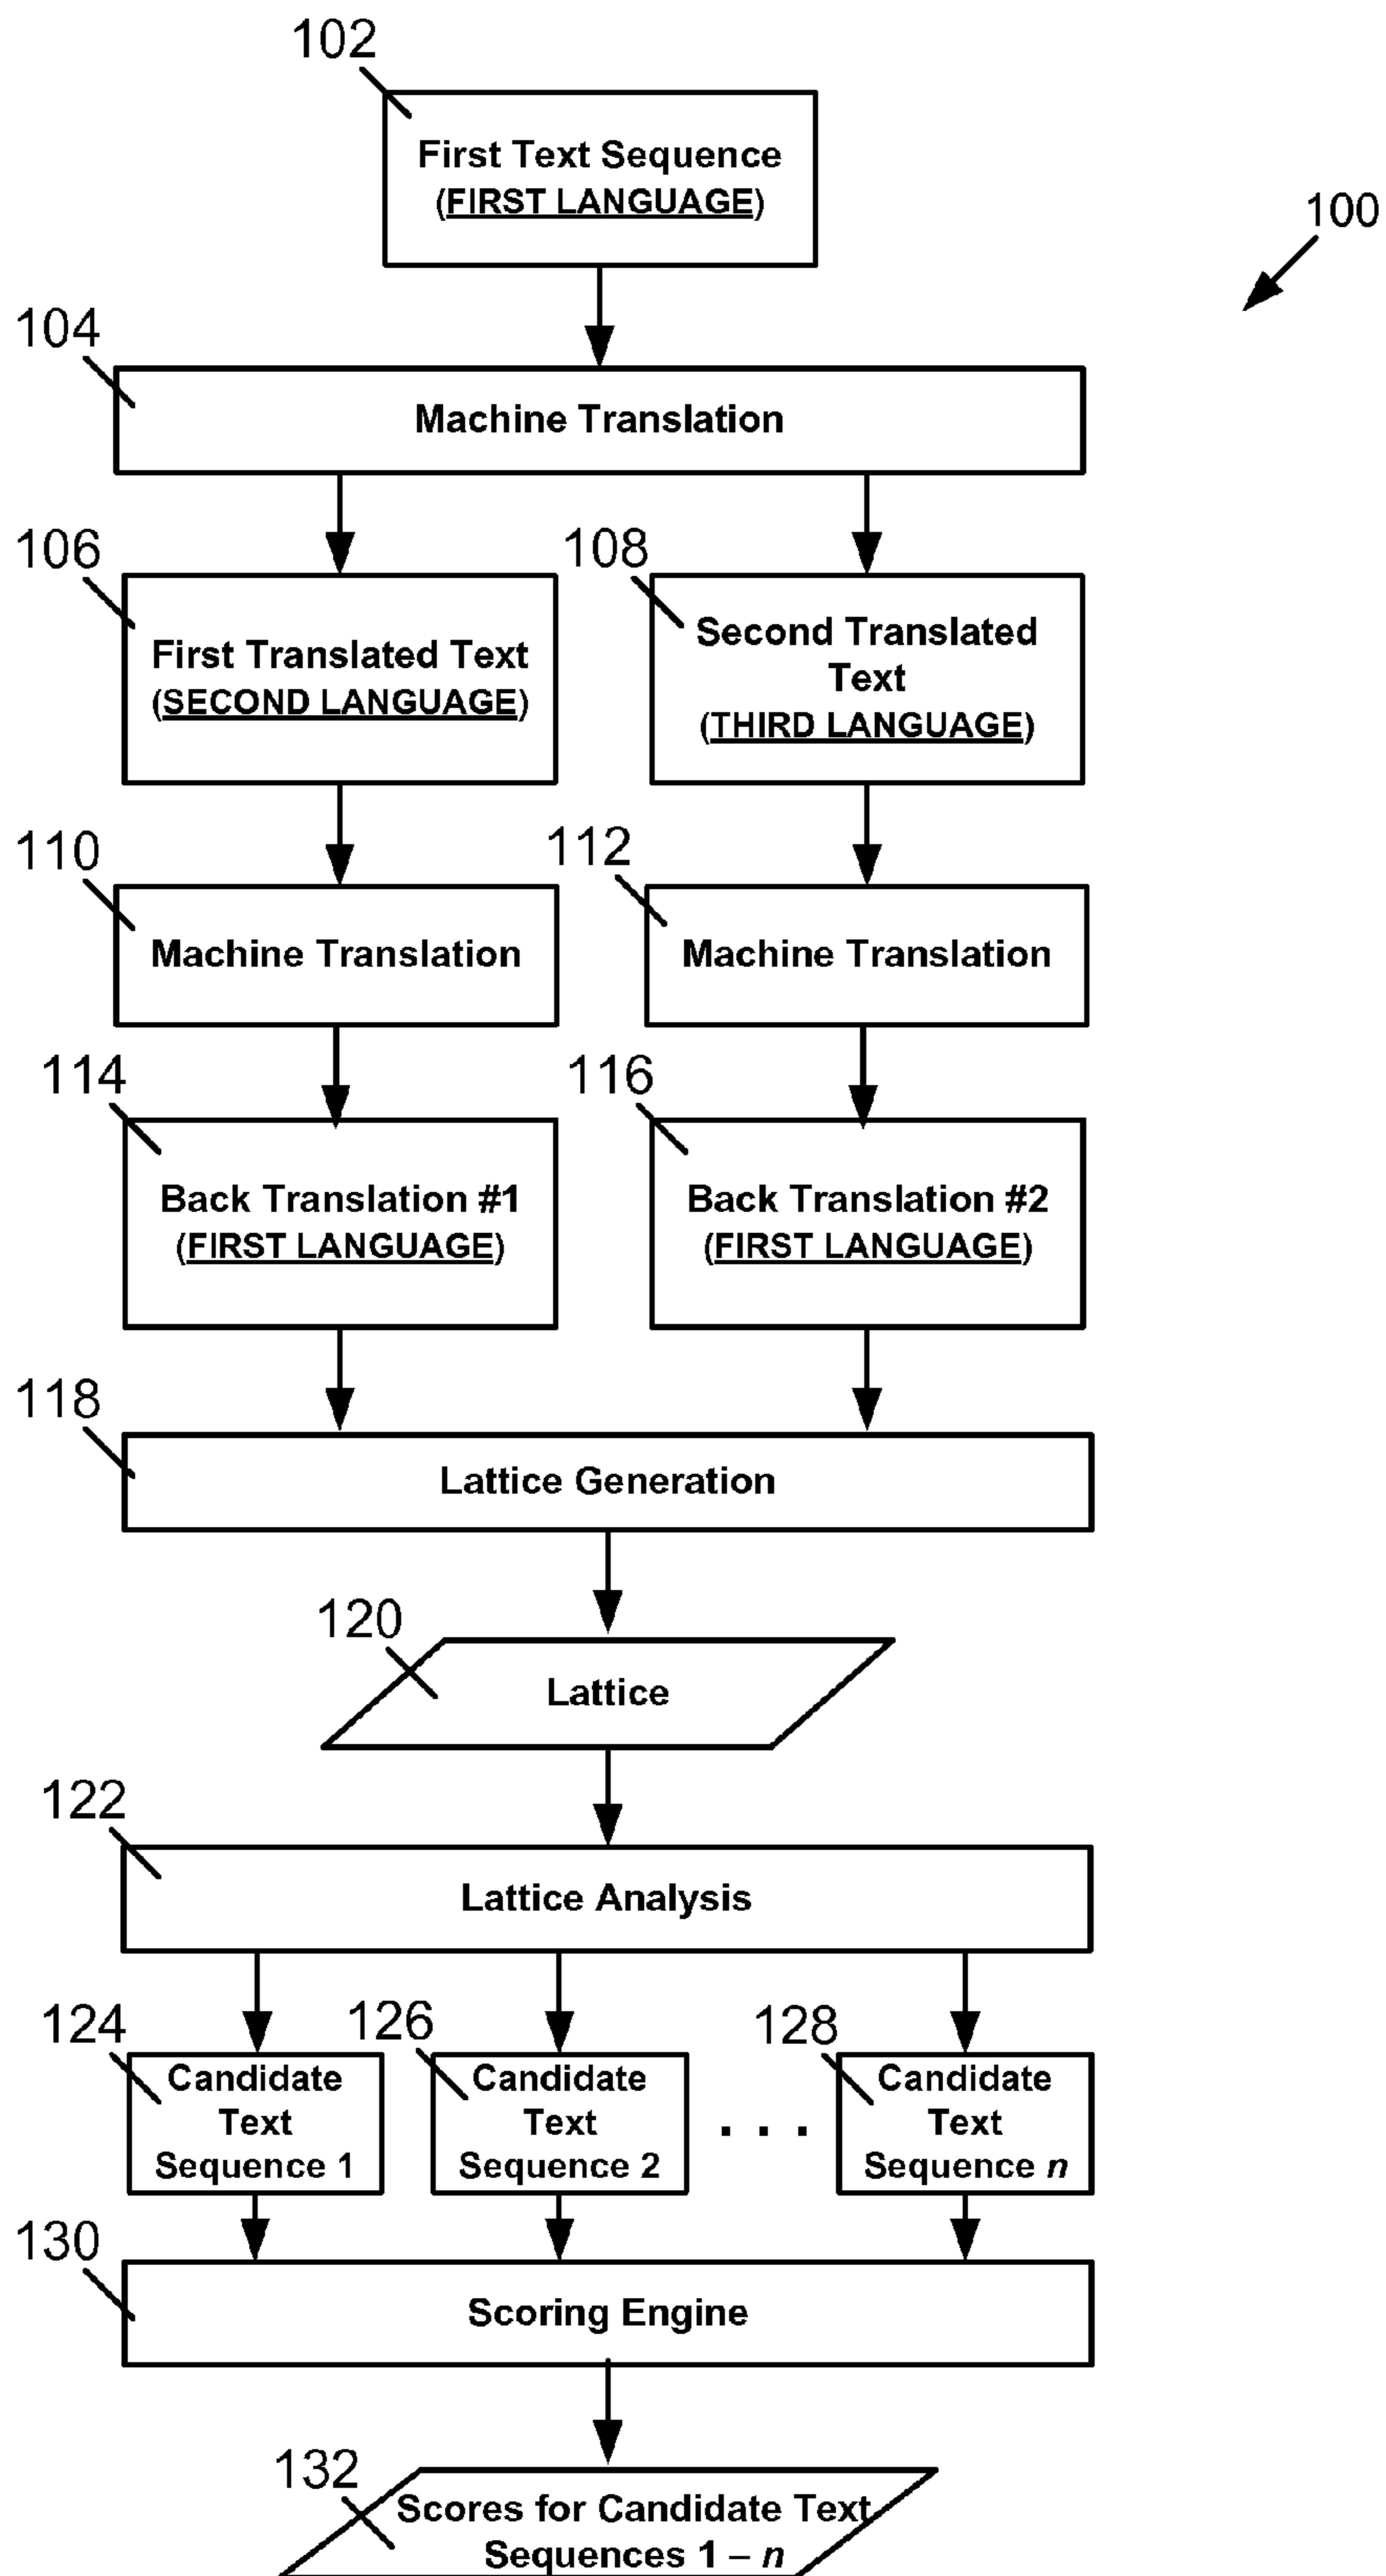 102
First Text Sequence
(FIRST LANGUAGE)
100
104
Machine Translation
106
First Translated Text
(SECOND LANGUAGE)
108
Second Translated
Text
(THIRD LANGUAGE)
110
Machine Translation
112
Machine Translation
114
Back Translation #1
(FIRST LANGUAGE)
116
Back Translation #2
(FIRST LANGUAGE)
118
Lattice Generation
120
Lattice
122
Lattice Analysis
124
Candidate
Text
Sequence 1
126
Candidate
Text
Sequence 2
. . .
128
Candidate
Text
Sequence n
130
Scoring Engine
132
Scores for Candidate Text
Sequences 1 – n